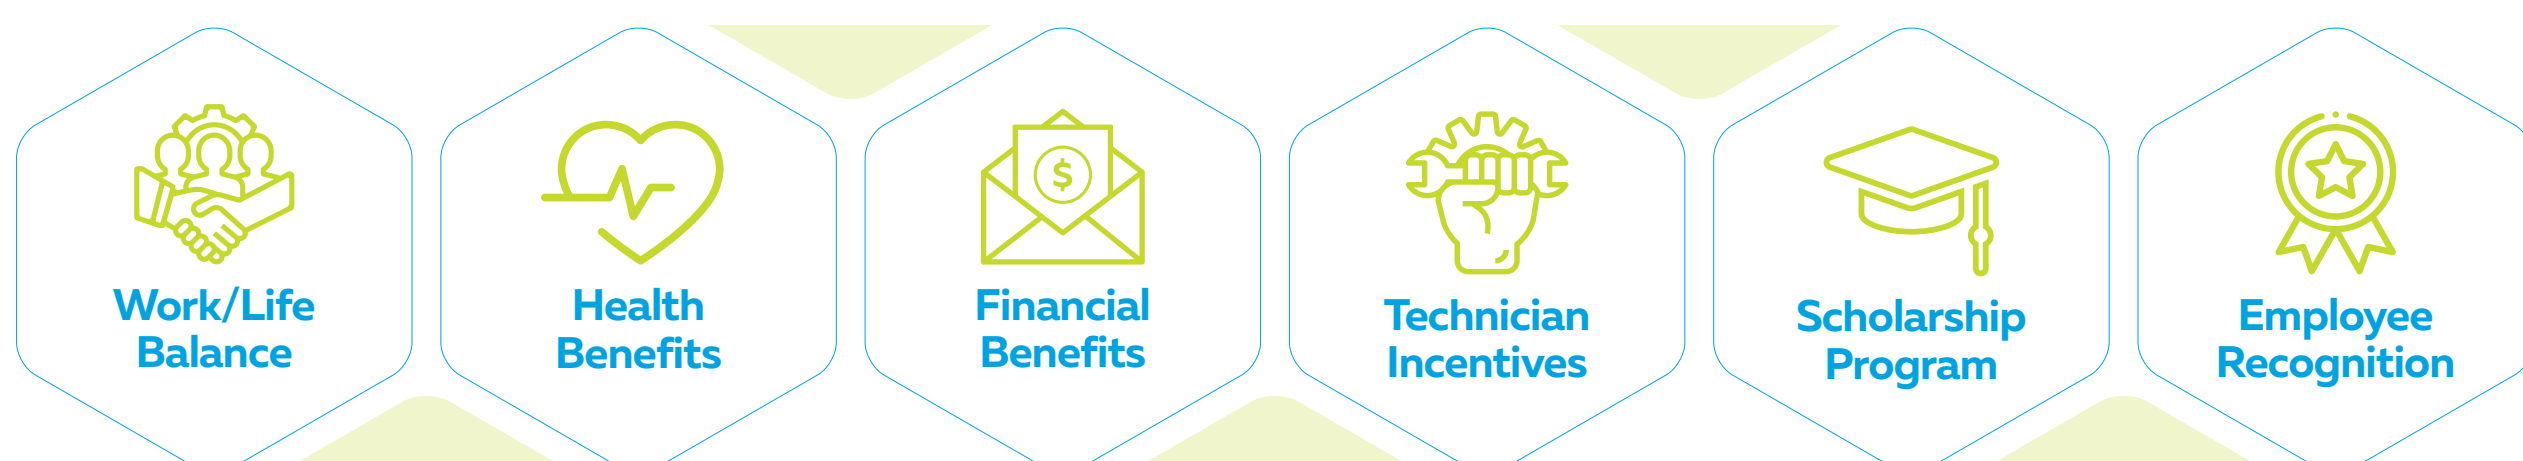 Work/Life
Balance
Health
Benefits
$
Financial
Benefits
Technician
Incentives
Scholarship
Program
Employee
Recognition